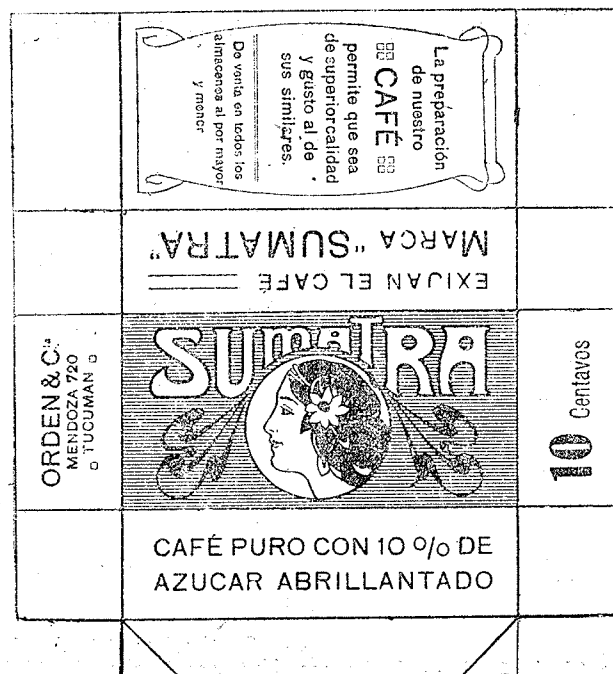 La preparación
de nuestro
CAFÉ
permite que sea
de superior calidad
y gusto al de
sus similares.
De venta en todos los
almacenes al por mayor
y menor
EXIJAN EL CAFÉ
MARCA "SUMATRA"
SUMATRA
ORDEN & Cia.
MENDOZA 720
TUCUMAN
10 Centavos
CAFÉ PURO CON 10 % DE
AZUCAR ABRILLANTADO